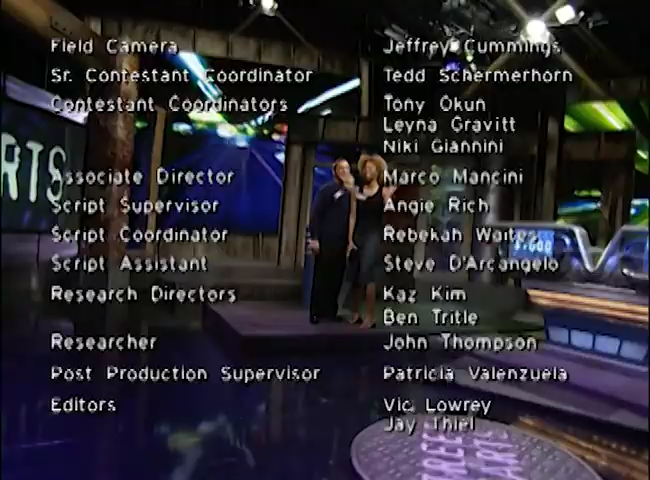 Field Camera Jeffrey Cummings
Sr. Contestant Coordinator Tedd Schermerhorn
Contestant Coordinators Tony Okun
Leyna Gravitt
Niki Giannini
RTS
Associate Director Marco Mancini
Script Supervisor Angie Rich
Script Coordinator Rebekah
Script Assistant Steve D'Arcangelo
Research Directors Kaz Kim
Ben Tritle
Researcher John Thompson
Post Production Supervisor Patricia Valenzuela
Editors Vic Lowrey
Jay Thiel